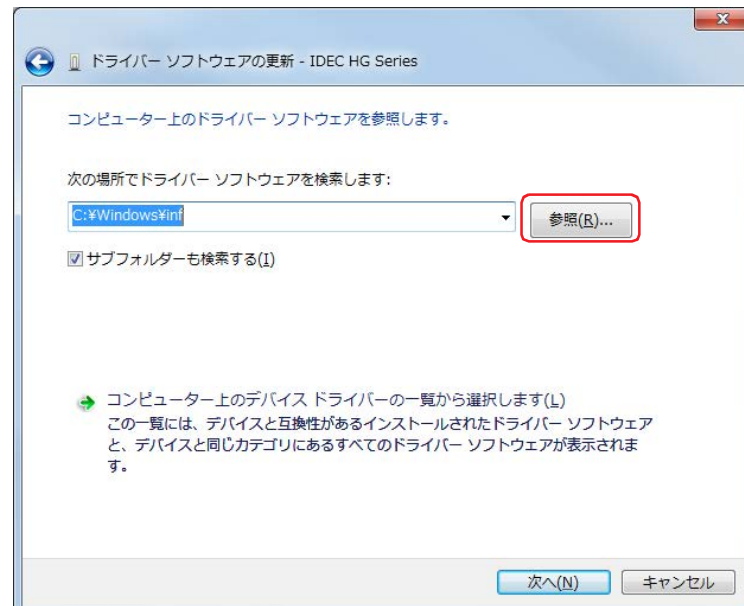 ドライバー ソフトウェアの更新 - IDEC HG Series
コンピューター上のドライバー ソフトウェアを参照します。
次の場所でドライバー ソフトウェアを検索します:
C:¥Windows¥inf
参照(R)...
サブフォルダーも検索する(I)
コンピューター上のデバイス ドライバーの一覧から選択します(L)
この一覧には、デバイスと互換性があるインストールされたドライバー ソフトウェア
と、デバイスと同じカテゴリにあるすべてのドライバー ソフトウェアが表示されま
す。
次へ(N)
キャンセル